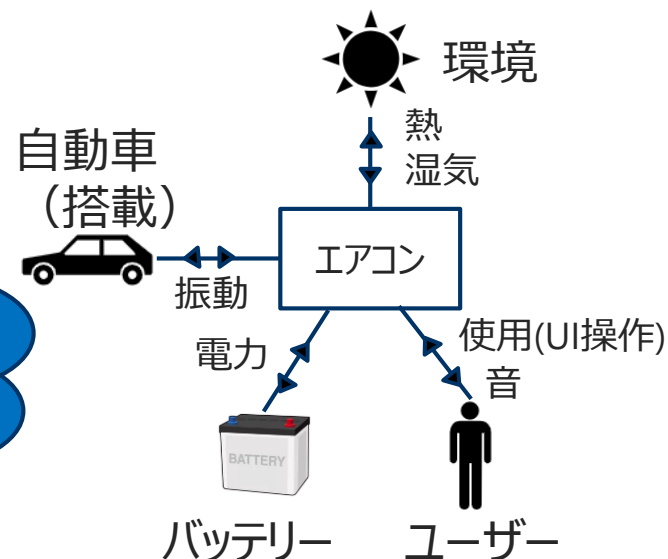 環境
熱
湿気
自動車
（搭載）
エアコン
振動
電力
使用(UI操作)
音
BATTERY
バッテリー
ユーザー